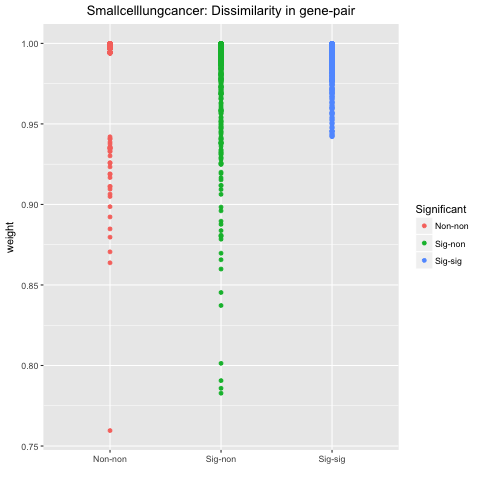 Smallcelllungcancer: Dissimilarity in gene-pair
weight
1.00
0.95
0.90
0.85
0.80
0.75
Non-non
Sig-non
Sig-sig
Significant
Non-non
Sig-non
Sig-sig